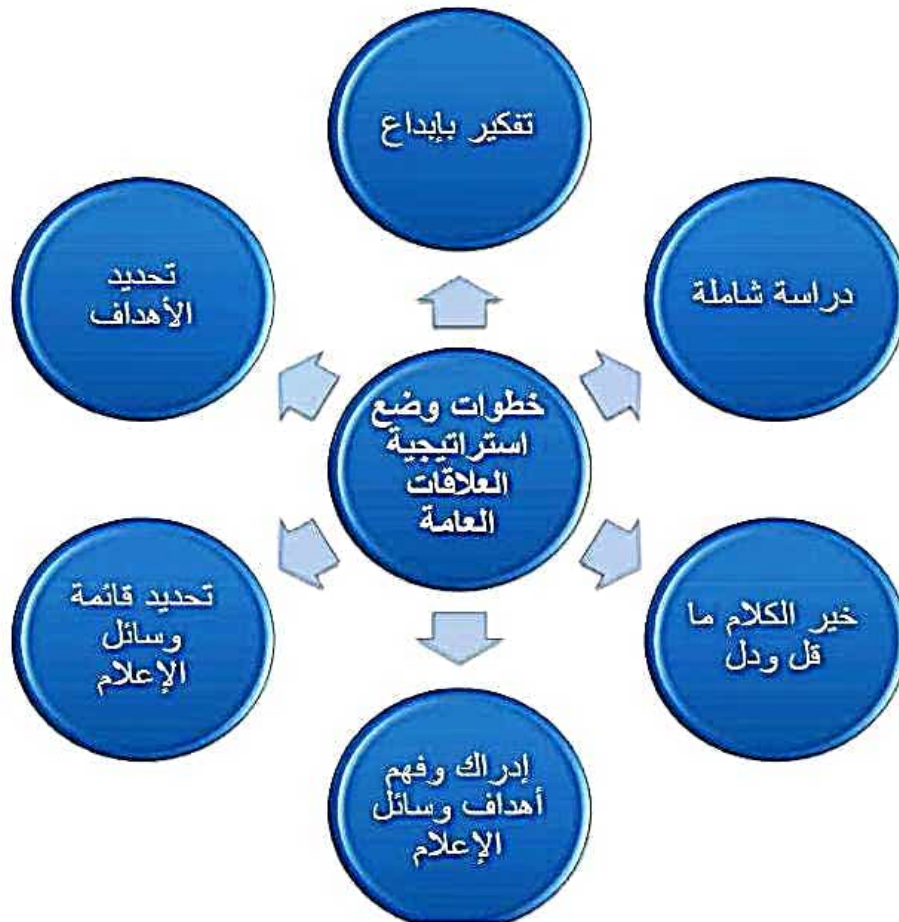 تفكير بإبداع
دراسة شاملة
خير الكلام ما
قل ودل
إدراك وفهم
أهداف وسائل
الإعلام
تحديد قائمة
وسائل
الإعلام
تحديد
الأهداف
خطوات وضع
استراتيجية
العلاقات
العامة